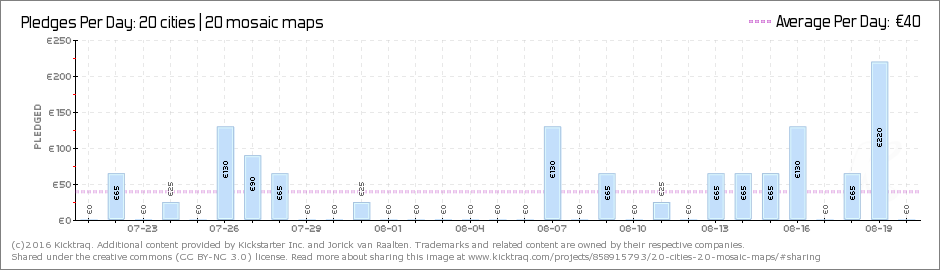 Pledges Per Day: 20 cities | 20 mosaic maps
Average Per Day: €40
PLEDGED
€250
€200
€150
€100
€50
€0
€0 €65 €0 €25 €0 €130 €90 €65 €0 €0 €25 €0 €0 €0 €0 €0 €0 €130 €0 €65 €0 €25 €0 €65 €65 €65 €130 €0 €65 €220 €0
07-23 07-26 07-29 08-01 08-04 08-07 08-10 08-13 08-16 08-19
(c)2016 Kicktraq. Additional content provided by Kickstarter Inc. and Jorick van Raalten. Trademarks and related content are owned by their respective companies.
Shared under the creative commons (CC BY-NC 3.0) license. Read more about sharing this image at www.kicktraq.com/projects/858915793/20-cities-20-mosaic-maps/#sharing